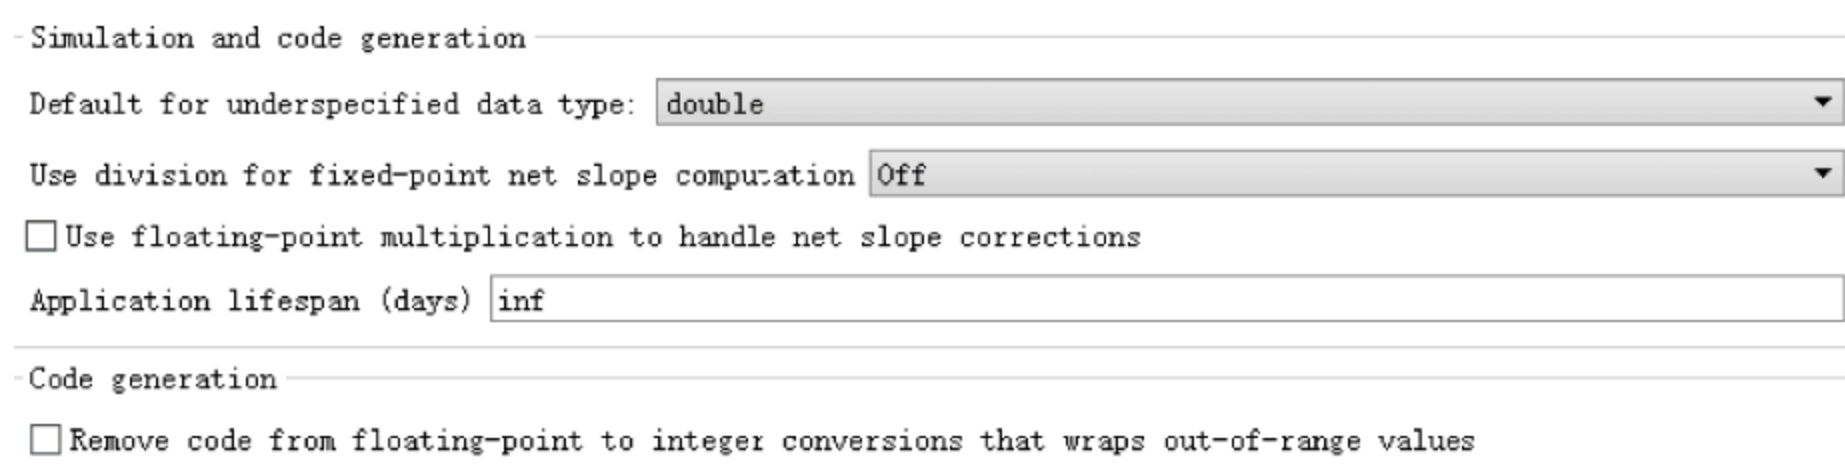 Simulation and code generation
Default for underspecified data type: double
Use division for fixed-point net slope computation Off
Use floating-point multiplication to handle net slope corrections
Application lifespan (days) inf
Code generation
Remove code from floating-point to integer conversions that wraps out-of-range values